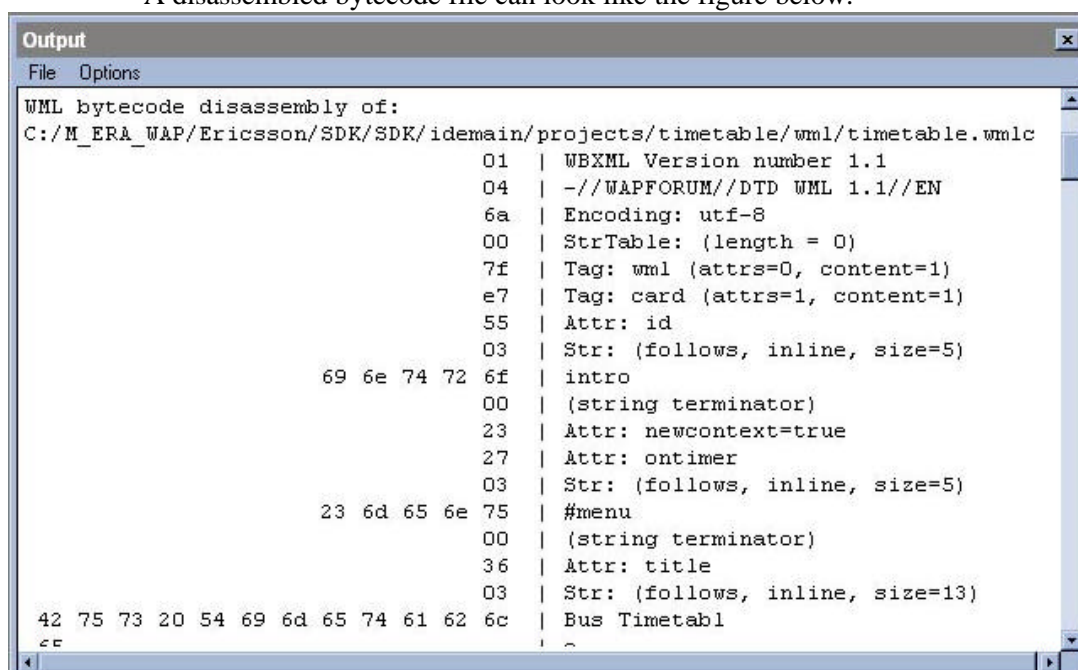 A disassembled bytecode file can look like the figure below.
Output
File Options
WML bytecode disassembly of:
C:/M_ERA_WAP/Ericsson/SDK/SDK/idemain/projects/timetable/wml/timetable.wmlc
01 | WBXML Version number 1.1
04 | -//WAPFORUM//DTD WML 1.1//EN
6a | Encoding: utf-8
00 | StrTable: (length = 0)
7f | Tag: wml (attrs=0, content=1)
e7 | Tag: card (attrs=1, content=1)
55 | Attr: id
03 | Str: (follows, inline, size=5)
69 6e 74 72 6f | intro
00 | (string terminator)
23 | Attr: newcontext=true
27 | Attr: ontimer
03 | Str: (follows, inline, size=5)
23 6d 65 6e 75 | #menu
00 | (string terminator)
36 | Attr: title
03 | Str: (follows, inline, size=13)
42 75 73 20 54 69 6d 65 74 61 62 6c | Bus Timetabl